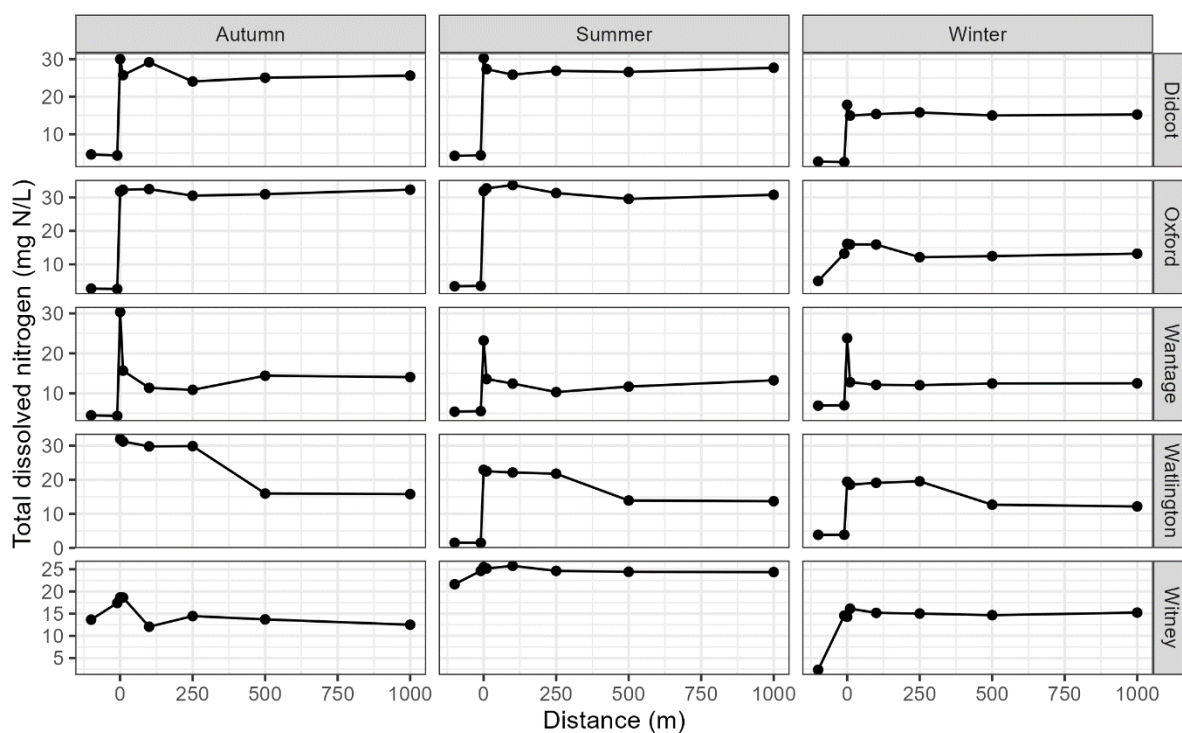 Autumn Summer Winter
30
20
10
Didcot
30
20
10
Oxford
30
20
10
Wantage
30
20
10
0
Watlington
25
20
15
10
5
Witney
0 250 500 750 1000 0 250 500 750 1000 0 250 500 750 1000
Distance (m)
Total dissolved nitrogen (mg N/L)